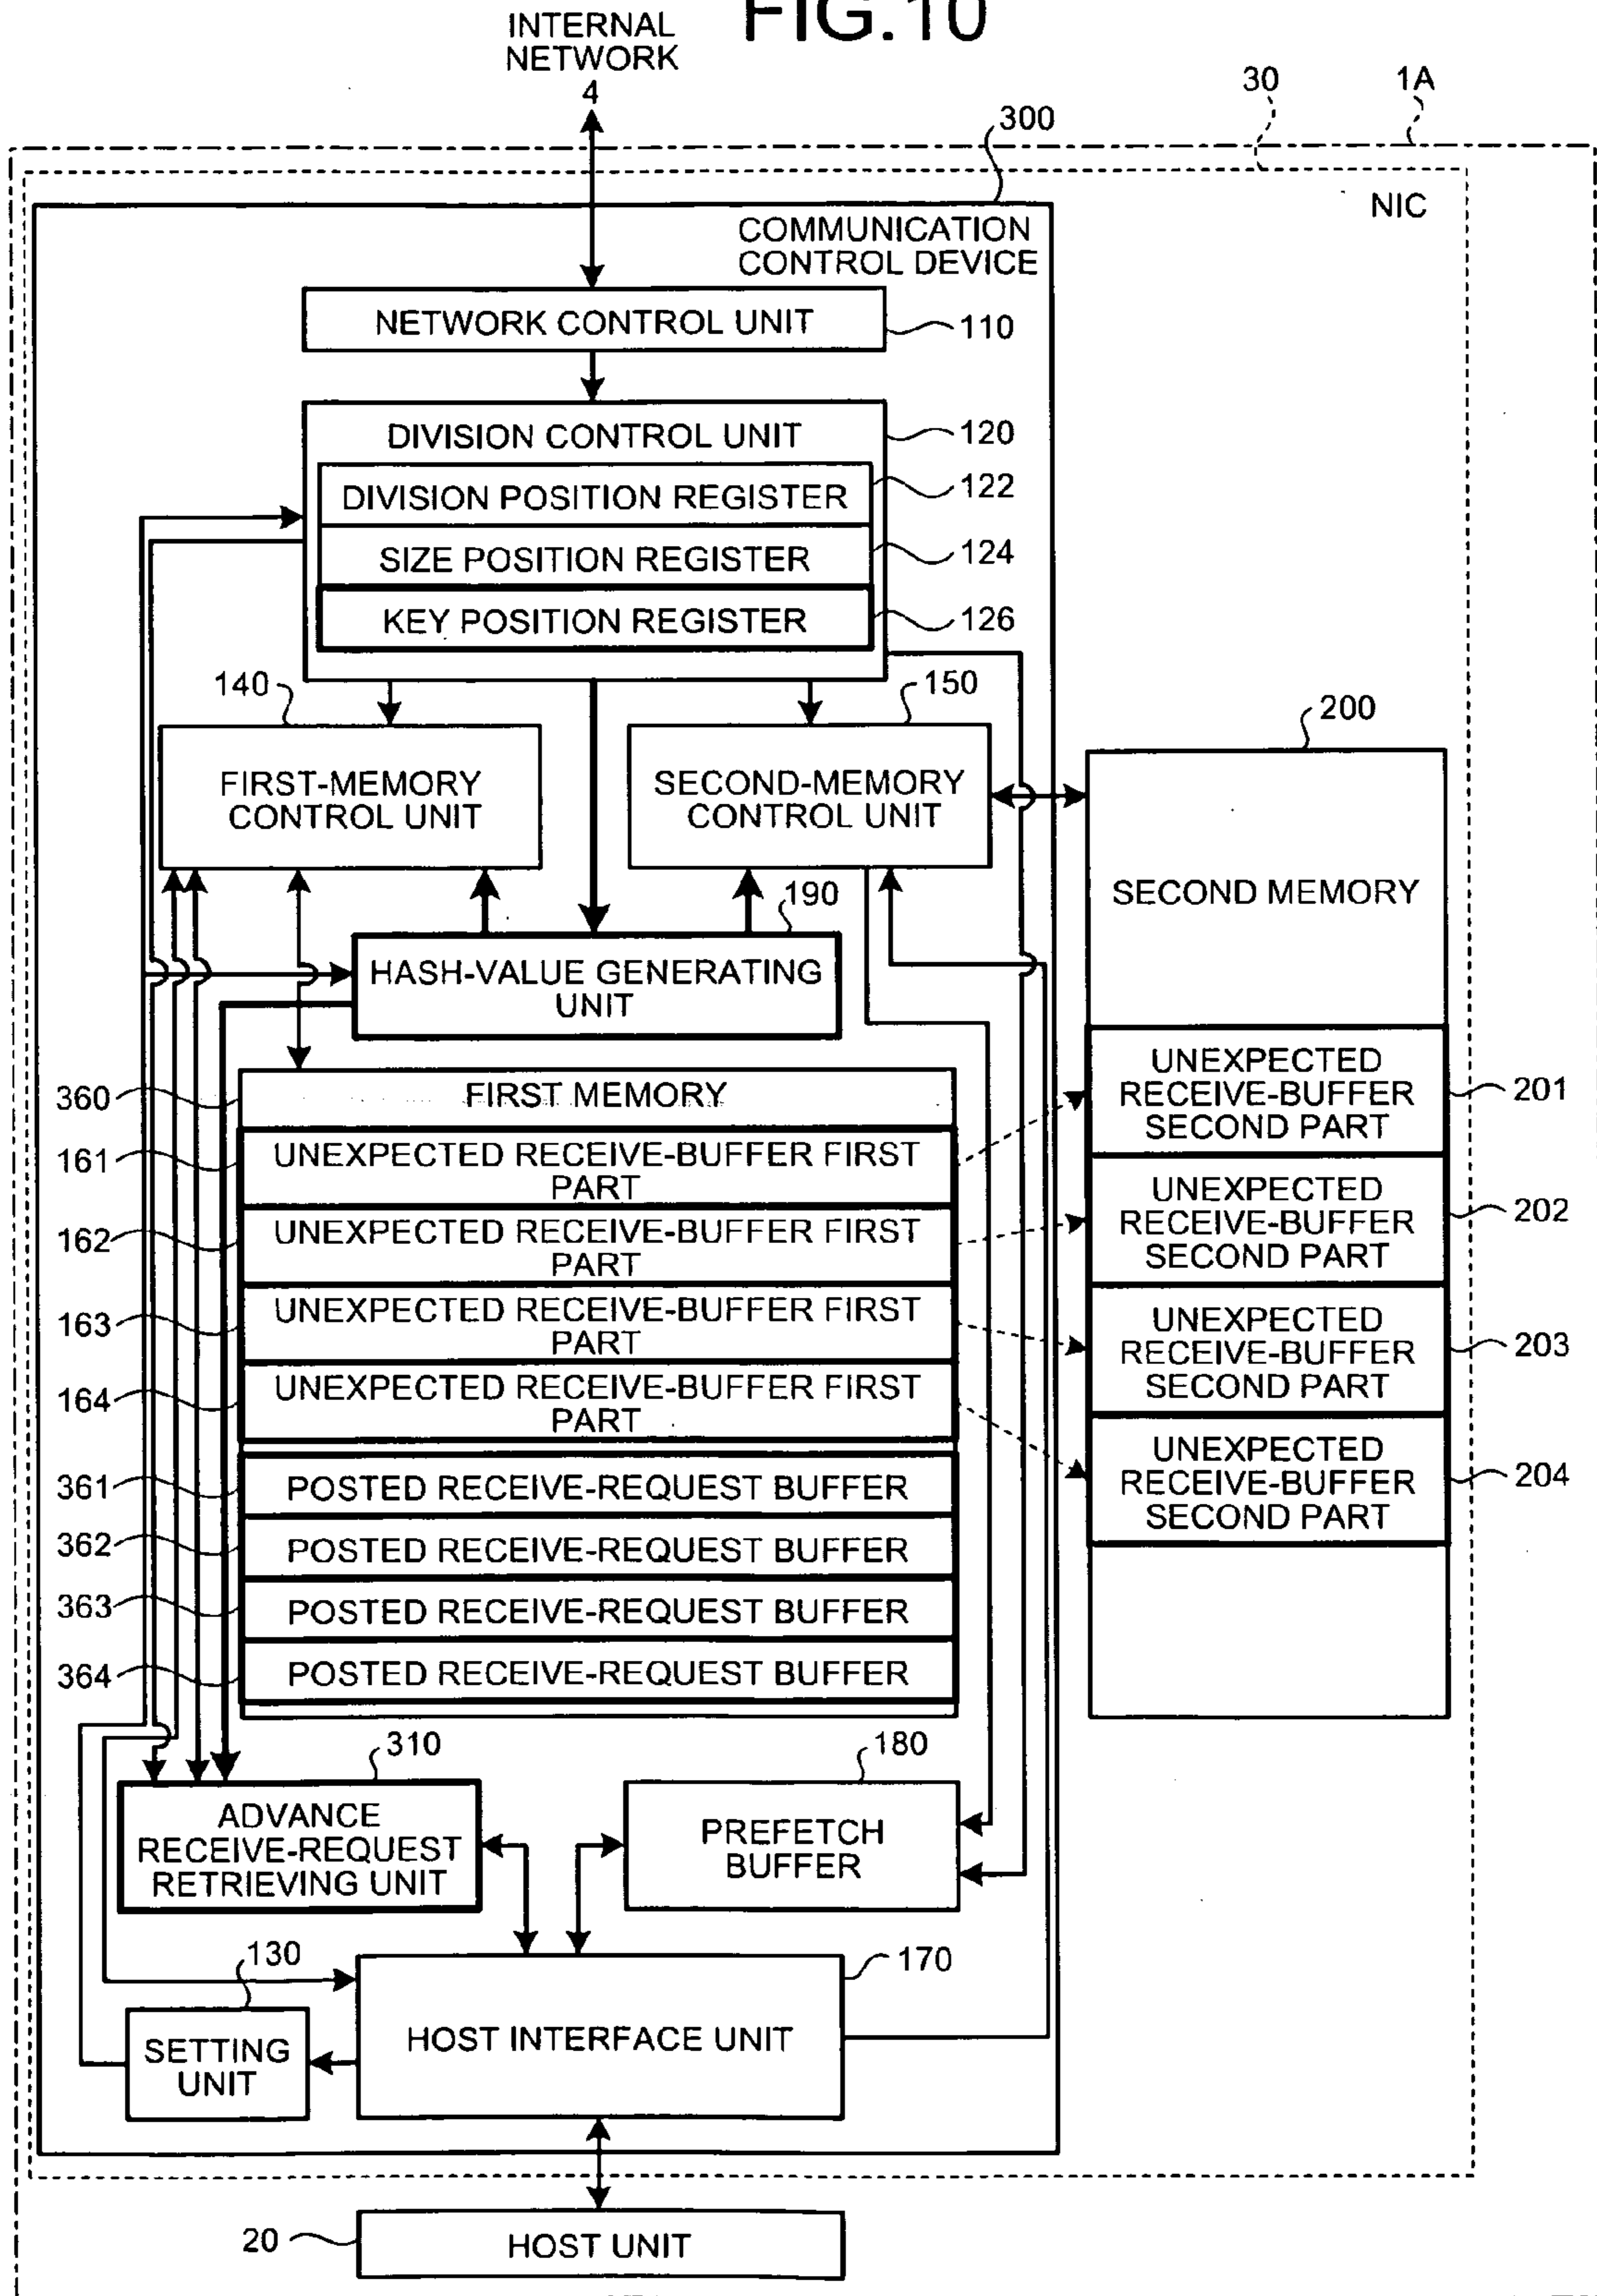 FIG.10
INTERNAL
NETWORK
4
30
1A
300
NIC
COMMUNICATION
CONTROL DEVICE
NETWORK CONTROL UNIT
110
DIVISION CONTROL UNIT
120
DIVISION POSITION REGISTER
122
SIZE POSITION REGISTER
124
KEY POSITION REGISTER
126
140
150
200
FIRST-MEMORY
CONTROL UNIT
SECOND-MEMORY
CONTROL UNIT
SECOND MEMORY
190
HASH-VALUE GENERATING
UNIT
360
FIRST MEMORY
161
UNEXPECTED RECEIVE-BUFFER FIRST
PART
162
UNEXPECTED RECEIVE-BUFFER FIRST
PART
163
UNEXPECTED RECEIVE-BUFFER FIRST
PART
164
UNEXPECTED RECEIVE-BUFFER FIRST
PART
UNEXPECTED
RECEIVE-BUFFER
SECOND PART
201
UNEXPECTED
RECEIVE-BUFFER
SECOND PART
202
UNEXPECTED
RECEIVE-BUFFER
SECOND PART
203
UNEXPECTED
RECEIVE-BUFFER
SECOND PART
204
361
POSTED RECEIVE-REQUEST BUFFER
362
POSTED RECEIVE-REQUEST BUFFER
363
POSTED RECEIVE-REQUEST BUFFER
364
POSTED RECEIVE-REQUEST BUFFER
310
180
ADVANCE
RECEIVE-REQUEST
RETRIEVING UNIT
PREFETCH
BUFFER
130
170
SETTING
UNIT
HOST INTERFACE UNIT
20
HOST UNIT